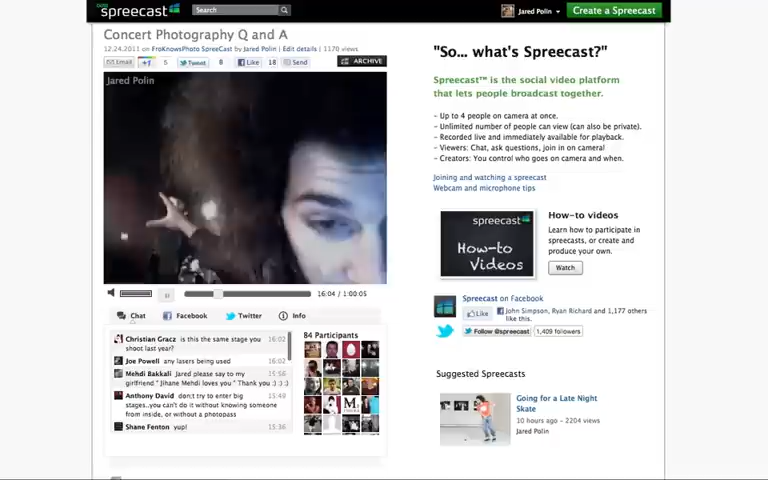 spreecast
Search
Jared Polin
Create a Spreecast
Concert Photography Q and A
12.24.2011 on FroKnowsPhoto SpreeCast by Jared Polin | Edit details | 1170 views
Email
+1
5
Tweet
8
Like
18
Send
ARCHIVE
Jared Polin
16:04 / 1:00:05
Chat
Facebook
Twitter
Info
Christian Gracz is this the same stage you
shoot last year?
16:02
Joe Powell any lasers being used
16:02
Mehdi Bakkali Jared please say to my
girlfriend " Jihane Mehdi loves you " Thank you :) :) :)
15:56
Anthony David don,t try to enter big
stages..you can't do it without knowing someone
from inside, or without a photopass
15:49
Shane Fenton yup!
15:36
84 Participants
"So... what's Spreecast?"
Spreecast™ is the social video platform
that lets people broadcast together.
- Up to 4 people on camera at once.
- Unlimited number of people can view (can also be private).
- Recorded live and immediately available for playback.
- Viewers: Chat, ask questions, join in on camera!
- Creators: You control who goes on camera and when.
Joining and watching a spreecast
Webcam and microphone tips
spreecast
How-to
Videos
How-to videos
Learn how to participate in
spreecasts, or create and
produce your own.
Watch
Spreecast on Facebook
Like
John Simpson, Ryan Richard and 1,177 others
like this.
Follow @spreecast
1,409 followers
Suggested Spreecasts
Going for a Late Night
Skate
10 hours ago - 2204 views
Jared Polin